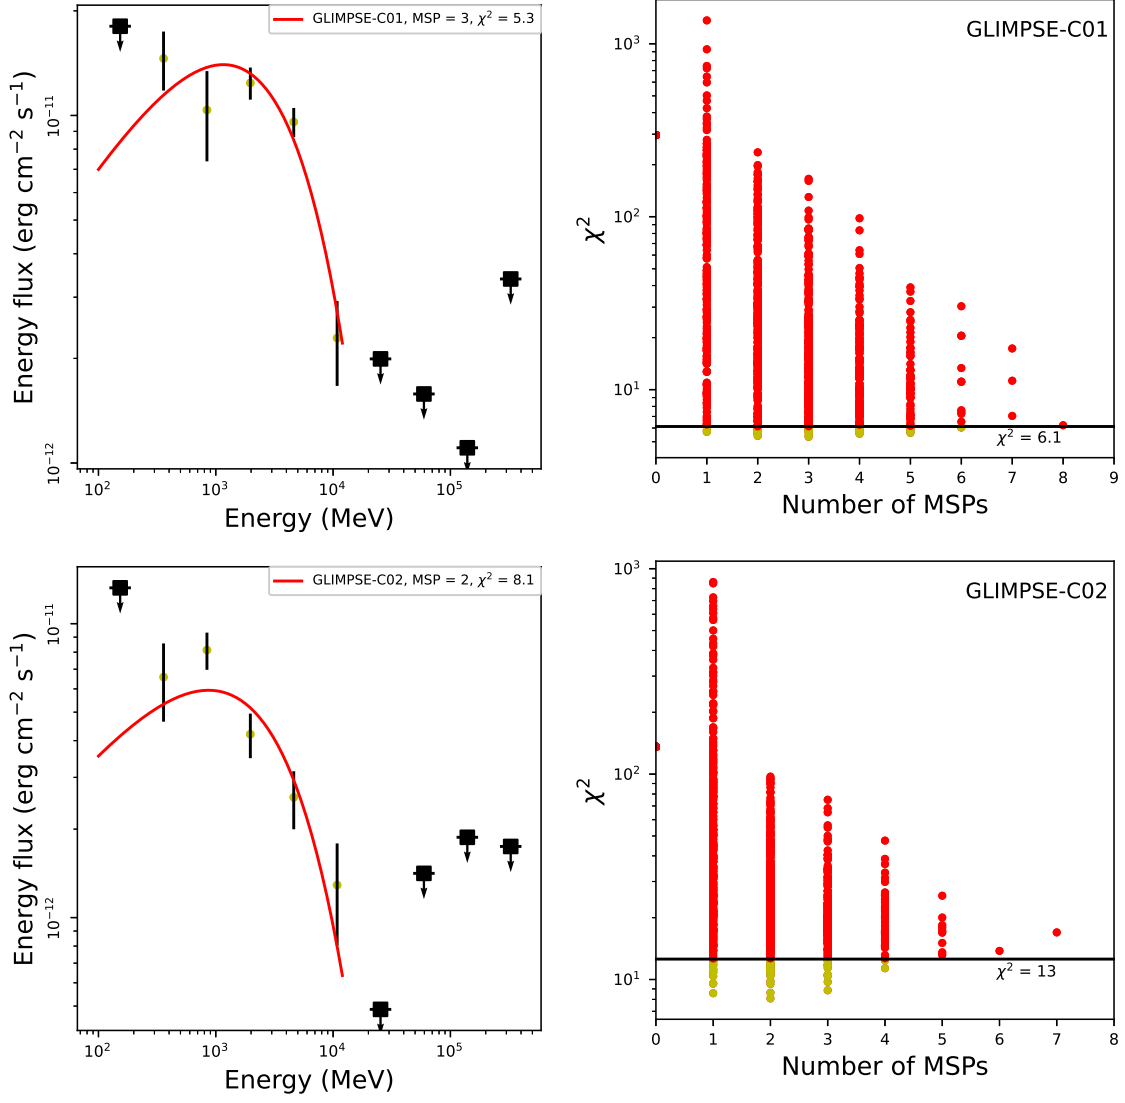 GLIMPSE-C01, MSP = 3, χ² = 5.3
Energy flux (erg cm⁻² s⁻¹)
10⁻¹¹
10⁻¹²
10² 10³ 10⁴ 10⁵
Energy (MeV)
GLIMPSE-C01
χ²
10³
10²
10¹
χ² = 6.1
0 1 2 3 4 5 6 7 8 9
Number of MSPs
GLIMPSE-C02, MSP = 2, χ² = 8.1
Energy flux (erg cm⁻² s⁻¹)
10⁻¹¹
10⁻¹²
10² 10³ 10⁴ 10⁵
Energy (MeV)
GLIMPSE-C02
χ²
10³
10²
10¹
χ² = 13
0 1 2 3 4 5 6 7 8
Number of MSPs